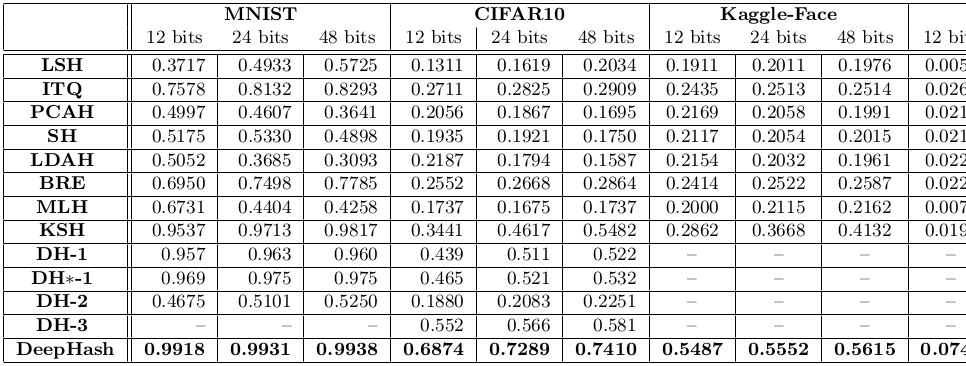 MNIST CIFAR10 Kaggle-Face
12 bits 24 bits 48 bits 12 bits 24 bits 48 bits 12 bits 24 bits 48 bits 12 bi
LSH 0.3717 0.4933 0.5725 0.1311 0.1619 0.2034 0.1911 0.2011 0.1976 0.005
ITQ 0.7578 0.8132 0.8293 0.2711 0.2825 0.2909 0.2435 0.2513 0.2514 0.026
PCAH 0.4997 0.4607 0.3641 0.2056 0.1867 0.1695 0.2169 0.2058 0.1991 0.021
SH 0.5175 0.5330 0.4898 0.1935 0.1921 0.1750 0.2117 0.2054 0.2015 0.021
LDAH 0.5052 0.3685 0.3093 0.2187 0.1794 0.1587 0.2154 0.2032 0.1961 0.022
BRE 0.6950 0.7498 0.7785 0.2552 0.2668 0.2864 0.2414 0.2522 0.2587 0.022
MLH 0.6731 0.4404 0.4258 0.1737 0.1675 0.1737 0.2000 0.2115 0.2162 0.007
KSH 0.9537 0.9713 0.9817 0.3441 0.4617 0.5482 0.2862 0.3668 0.4132 0.019
DH-1 0.957 0.963 0.960 0.439 0.511 0.522 – – – –
DH∗-1 0.969 0.975 0.975 0.465 0.521 0.532 – – – –
DH-2 0.4675 0.5101 0.5250 0.1880 0.2083 0.2251 – – – –
DH-3 – – – 0.552 0.566 0.581 – – – –
DeepHash 0.9918 0.9931 0.9938 0.6874 0.7289 0.7410 0.5487 0.5552 0.5615 0.074